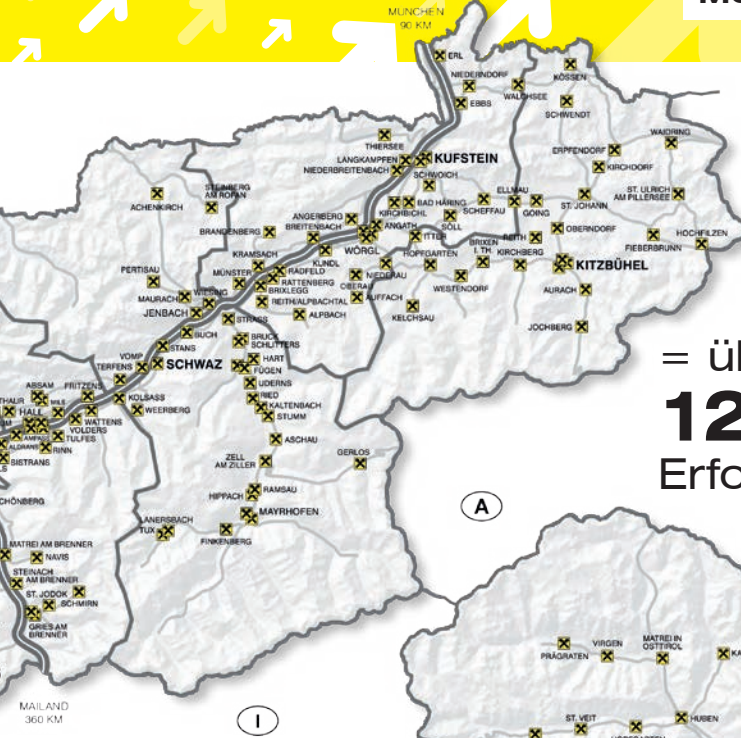 MÜNCHEN
90 KM
ERL
NIEDERNDORF
EBBS
WALCHSEE
KÖSSEN
SCHWENDT
WAIDRING
ERPFENDORF
KIRCHDORF
THIERSEE
LANGKAMPFEN
KUFSTEIN
NIEDERBREITENBACH
SCHWOICH
ELLMAU
ST. JOHANN
ST. ULRICH
AM PILLERSEE
STEINBERG
AM ROFAN
ACHENKIRCH
BAD HÄRING
SCHEFFAU
GOING
KIRCHBICHL
ANGERBERG
BREITENBACH
ANGATH
SÖLL
BRANDENBERG
ITTER
BRIXEN
I. TH.
REITH
OBERNDORF
HOCHFILZEN
FIEBERBRUNN
WÖRGL
KRAMSACH
KUNDL
HOPFGARTEN
KIRCHBERG
KITZBÜHEL
PERTISAU
MÜNSTER
RADFELD
RATTENBERG
BRIXLEGG
NIEDERAU
OBERAU
WESTENDORF
AURACH
MAURACH
WIESING
REITH/ALPBACHTAL
AUFFACH
JENBACH
STRASS
ALPBACH
KELCHSAU
JOCHBERG
BUCH
STANS
BRUCK
SCHLITTERS
VOMP
TERFENS
SCHWAZ
HART
FÜGEN
ABSAM
FRITZENS
UDERNS
THAUR
MILS
KOLSASS
RIED
KALTENBACH
HALL
WEERBERG
STUMM
WATTENS
VOLDERS
AMPASS
TULFES
ALDRANS
RINN
ASCHAU
SISTRANS
ZELL
AM ZILLER
GERLOS
RAMSAU
HIPPACH
SCHÖNBERG
MAYRHOFEN
LANERSBACH
TUX
FINKENBERG
MATREI AM BRENNER
NAVIS
STEINACH
AM BRENNER
ST. JODOK
SCHMIRN
GRIES AM
BRENNER
MAILAND
360 KM
I
A
= ü
12
Erfo
VIRGEN
MATREI IN
OSTTIROL
PRÄGRATEN
KA
ST. VEIT
HUBEN